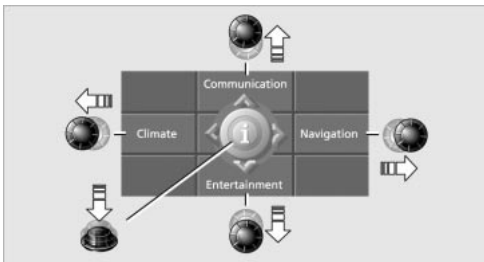 Communication
Climate
i
Navigation
Entertainment